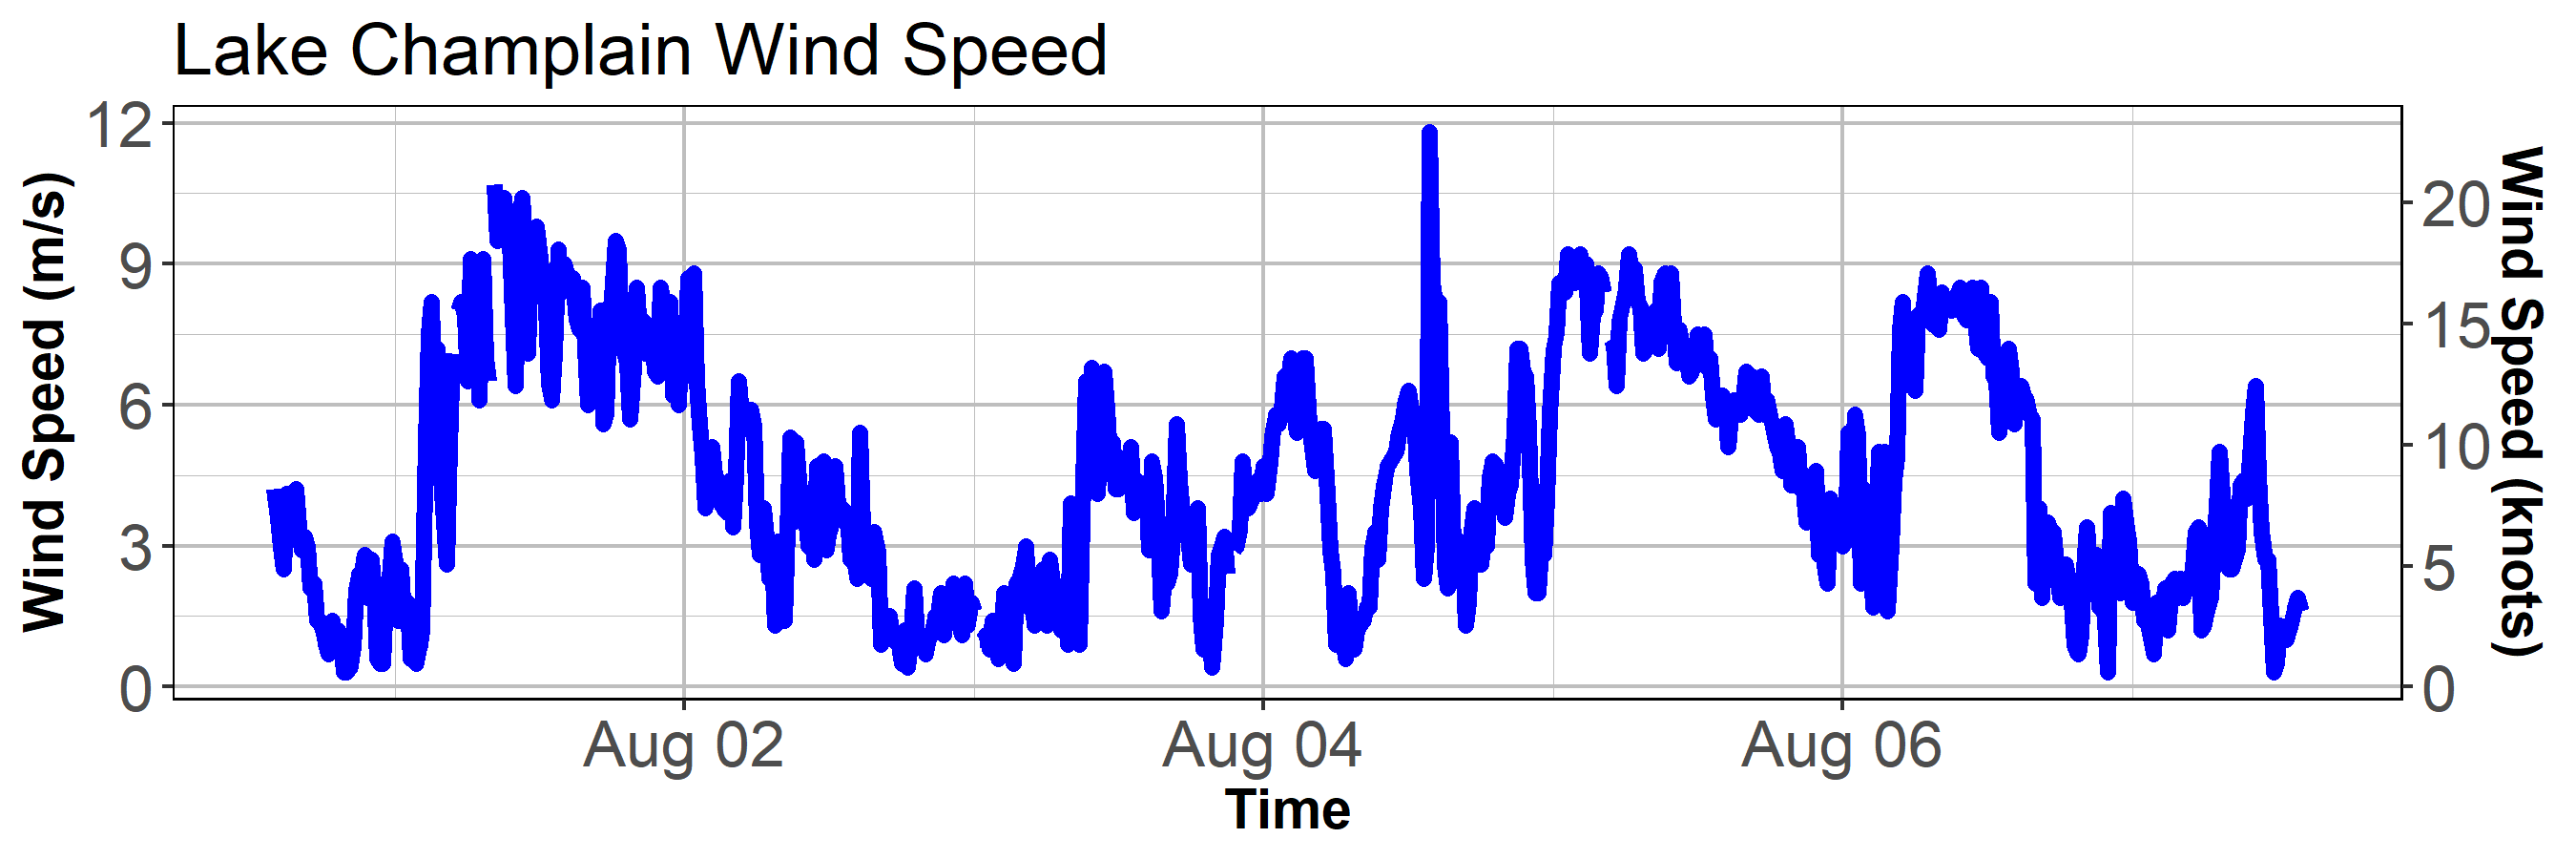 Lake Champlain Wind Speed
Wind Speed (m/s)
12
9
6
3
0
20
15
10
5
0
Wind Speed (knots)
Aug 02
Aug 04
Aug 06
Time